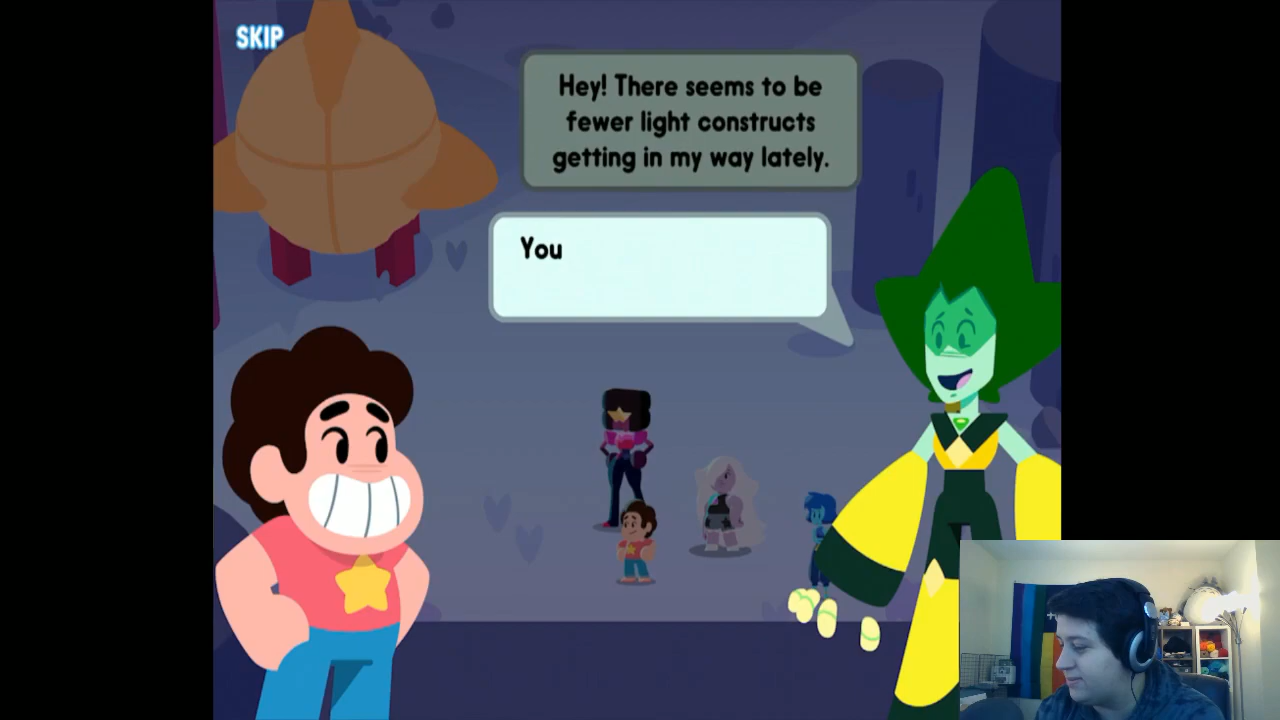 SKIP
Hey! There seems to be
fewer light constructs
getting in my way lately.
You